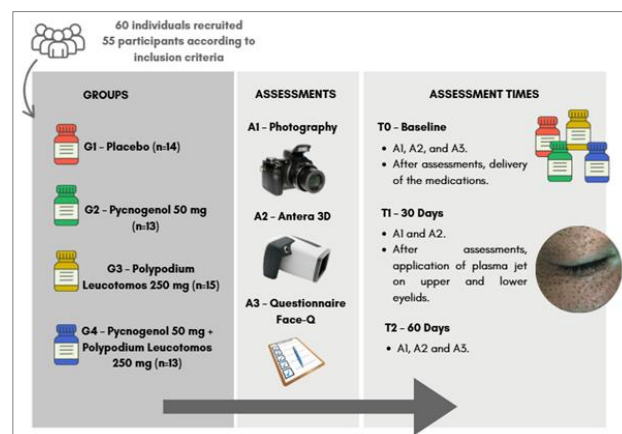 60 individuals recruited
55 participants according to
inclusion criteria
GROUPS
G1 – Placebo (n=14)
G2 – Pycnogenol 50 mg
(n=13)
G3 – Polypodium
Leucotomos 250 mg (n=15)
G4 – Pycnogenol 50 mg +
Polypodium Leucotomos
250 mg (n=13)
ASSESSMENTS
A1 – Photography
A2 – Antera 3D
A3 – Questionnaire
Face-Q
ASSESSMENT TIMES
T0 – Baseline
• A1, A2, and A3.
• After assessments, delivery
of the medications.
T1 – 30 Days
• A1 and A2.
• After assessments,
application of plasma jet
on upper and lower
eyelids.
T2 – 60 Days
• A1, A2 and A3.